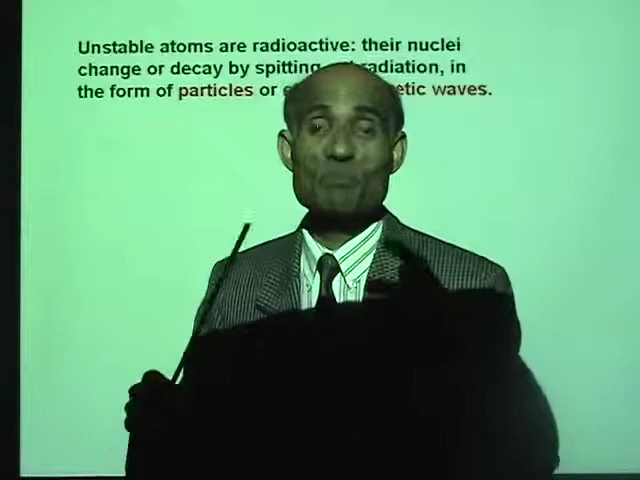 Unstable atoms are radioactive: their nuclei
change or decay by spitting radiation, in
the form of particles or waves.